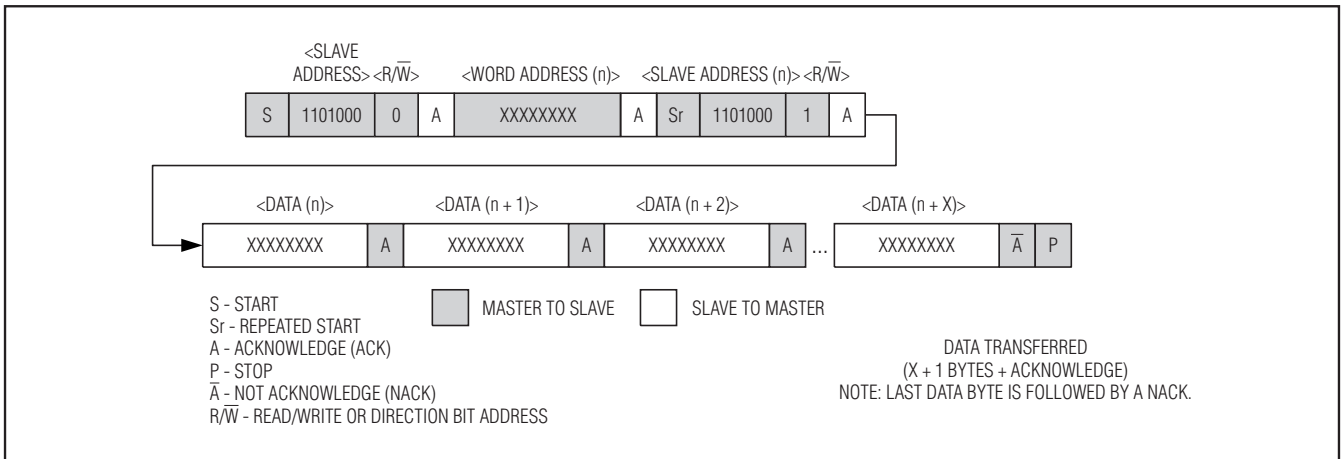 <SLAVE
ADDRESS> <R/W̅> <WORD ADDRESS (n)> <SLAVE ADDRESS (n)> <R/W̅>
S 1101000 0 A XXXXXXXX A Sr 1101000 1 A
<DATA (n)> <DATA (n + 1)> <DATA (n + 2)> <DATA (n + X)>
XXXXXXXX A XXXXXXXX A XXXXXXXX A ... XXXXXXXX A̅ P
S - START
Sr - REPEATED START
A - ACKNOWLEDGE (ACK)
P - STOP
A̅ - NOT ACKNOWLEDGE (NACK)
R/W̅ - READ/WRITE OR DIRECTION BIT ADDRESS
MASTER TO SLAVE SLAVE TO MASTER
DATA TRANSFERRED
(X + 1 BYTES + ACKNOWLEDGE)
NOTE: LAST DATA BYTE IS FOLLOWED BY A NACK.